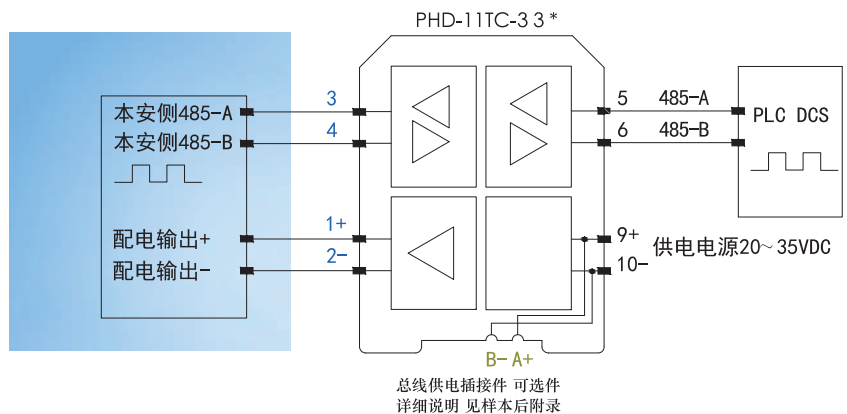 PHD-11TC-33*
本安侧485-A
本安侧485-B
配电输出+
配电输出-
3
4
1+
2-
5
485-A
6
485-B
PLC DCS
9+
10-
供电电源20~35VDC
B- A+
总线供电插接件 可选件
详细说明 见样本后附录